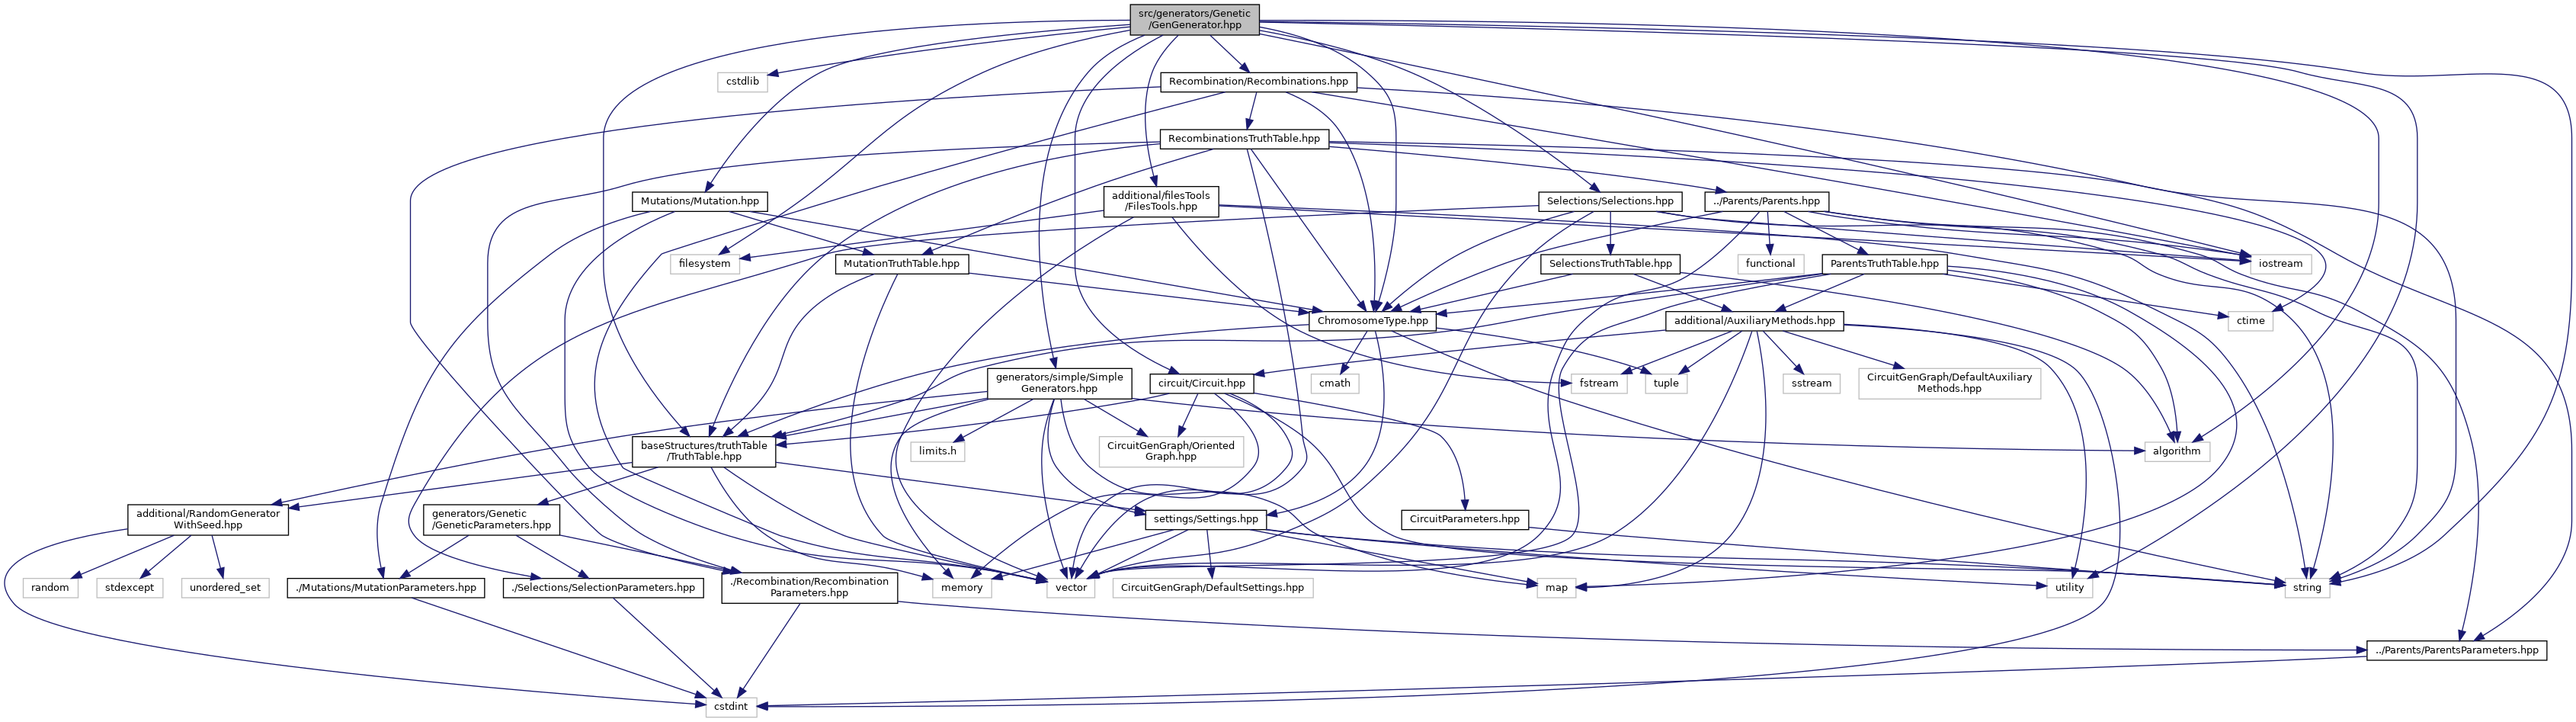 src/generators/Genetic
/GenGenerator.hpp
cstdlib
Recombination/Recombinations.hpp
RecombinationsTruthTable.hpp
Mutations/Mutation.hpp
additional/filesTools
/FilesTools.hpp
Selections/Selections.hpp
../Parents/Parents.hpp
filesystem
MutationTruthTable.hpp
SelectionsTruthTable.hpp
functional
ParentsTruthTable.hpp
iostream
ChromosomeType.hpp
additional/AuxiliaryMethods.hpp
ctime
generators/simple/Simple
Generators.hpp
circuit/Circuit.hpp
cmath
fstream
tuple
sstream
CircuitGenGraph/DefaultAuxiliary
Methods.hpp
baseStructures/truthTable
/TruthTable.hpp
limits.h
CircuitGenGraph/Oriented
Graph.hpp
algorithm
additional/RandomGenerator
WithSeed.hpp
generators/Genetic
/GeneticParameters.hpp
settings/Settings.hpp
CircuitParameters.hpp
random
stdexcept
unordered_set
./Mutations/MutationParameters.hpp
./Selections/SelectionParameters.hpp
./Recombination/Recombination
Parameters.hpp
memory
vector
CircuitGenGraph/DefaultSettings.hpp
map
utility
string
../Parents/ParentsParameters.hpp
cstdint